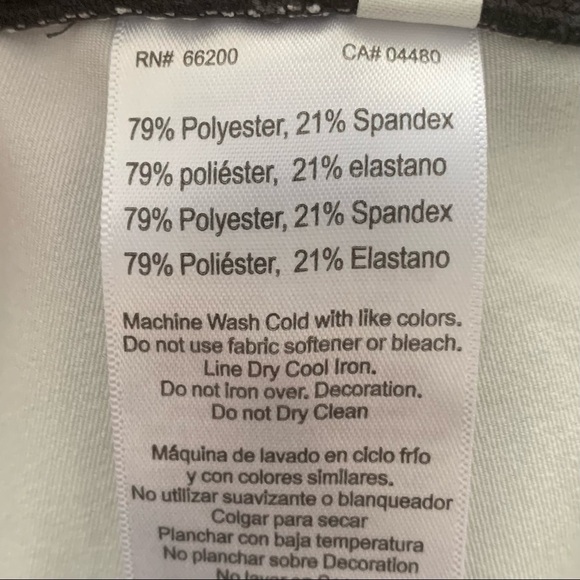 RN# 66200 CA# 04480
79% Polyester, 21% Spandex
79% poliéster, 21% elastano
79% Polyester, 21% Spandex
79% Poliéster, 21% Elastano
Machine Wash Cold with like colors.
Do not use fabric softener or bleach.
Line Dry Cool Iron.
Do not Iron over. Decoration.
Do not Dry Clean
Máquina de lavado en ciclo frío
y con colores similares.
No utilizar suavizante o blanqueador
Colgar para secar
Planchar con baja temperatura
No planchar sobre Decoration
No